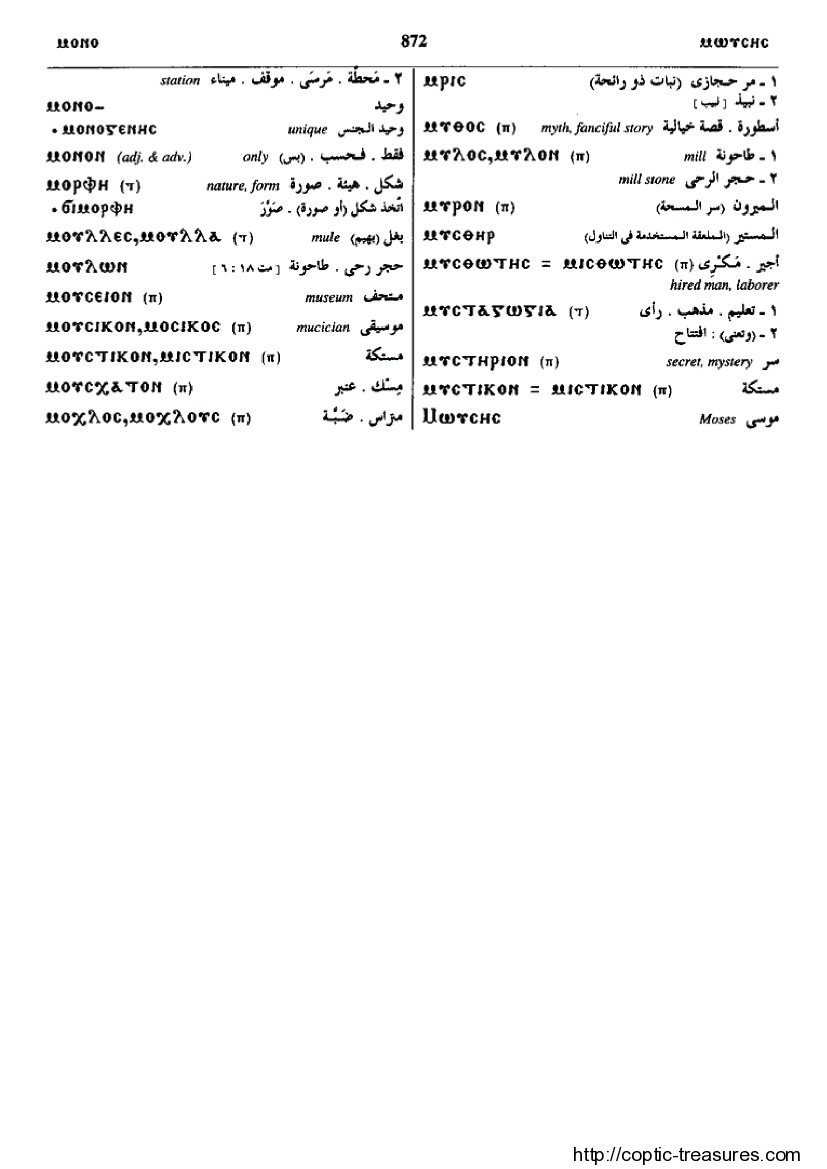 ⲙⲟⲛⲟ 872 ⲙⲱⲩⲥⲏⲥ
٢ ـ مَحطَّة . مَرسَى . موقف . ميناء station
ⲙⲟⲛⲟ– وحيد
• ⲙⲟⲛⲟⲅⲉⲛⲏⲥ وحيد الجنس unique
ⲙⲟⲛⲟⲛ (adj. & adv.) فقط . فحسب . (بس) only
ⲙⲟⲣⲫⲏ (ⲧ) شكل . هيئة . صورة nature, form
• ϭⲓⲙⲟⲣⲫⲏ اتّخذ شكل (أو صورة) . صَوَّرَ
ⲙⲟⲩⲗⲗⲉⲥ,ⲙⲟⲩⲗⲗⲁ (ⲧ) بغل (بهيم) mule
ⲙⲟⲩⲗⲱⲛ حجر رحى . طاحونة [مت ١٨ : ٦]
ⲙⲟⲩⲥⲉⲓⲟⲛ (ⲡ) متحف museum
ⲙⲟⲩⲥⲓⲕⲟⲛ,ⲙⲟⲥⲓⲕⲟⲥ (ⲡ) موسيقى mucician
ⲙⲟⲩⲥⲧⲓⲕⲟⲛ,ⲙⲓⲥⲧⲓⲕⲟⲛ (ⲡ) مستكة
ⲙⲟⲩⲥⲭⲁⲧⲟⲛ (ⲡ) مِسْك . عنبر
ⲙⲟⲭⲗⲟⲥ,ⲙⲟⲭⲗⲟⲩⲥ (ⲡ) متراس . ضَبَّة
ⲙⲣⲓⲥ ١ ـ مر حجازى (نبات ذو رائحة)
٢ ـ نبيذ [لبيب]
ⲙⲩⲑⲟⲥ (ⲡ) أسطورة . قصة خيالية myth, fanciful story
ⲙⲩⲗⲟⲥ,ⲙⲩⲗⲟⲛ (ⲡ) ١ ـ طاحونة mill
٢ ـ حجر الرحى mill stone
ⲙⲩⲣⲟⲛ (ⲡ) الميرون (سر المسحة)
ⲙⲩⲥⲑⲏⲣ المستير (الملعقة المستخدمة فى التناول)
ⲙⲩⲥⲑⲱⲧⲏⲥ = ⲙⲓⲥⲑⲱⲧⲏⲥ (ⲡ) أجير . مُكْرِى
hired man, laborer
ⲙⲩⲥⲧⲁⲅⲱⲅⲓⲁ (ⲧ) ١ ـ تعليم . مذهب . رأى
٢ ـ (وتعنى) : افتتاح
ⲙⲩⲥⲧⲏⲣⲓⲟⲛ (ⲡ) سر secret, mystery
ⲙⲩⲥⲧⲓⲕⲟⲛ = ⲙⲓⲥⲧⲓⲕⲟⲛ (ⲡ) مستكة
Ⲙⲱⲩⲥⲏⲥ موسى Moses
http://coptic-treasures.com